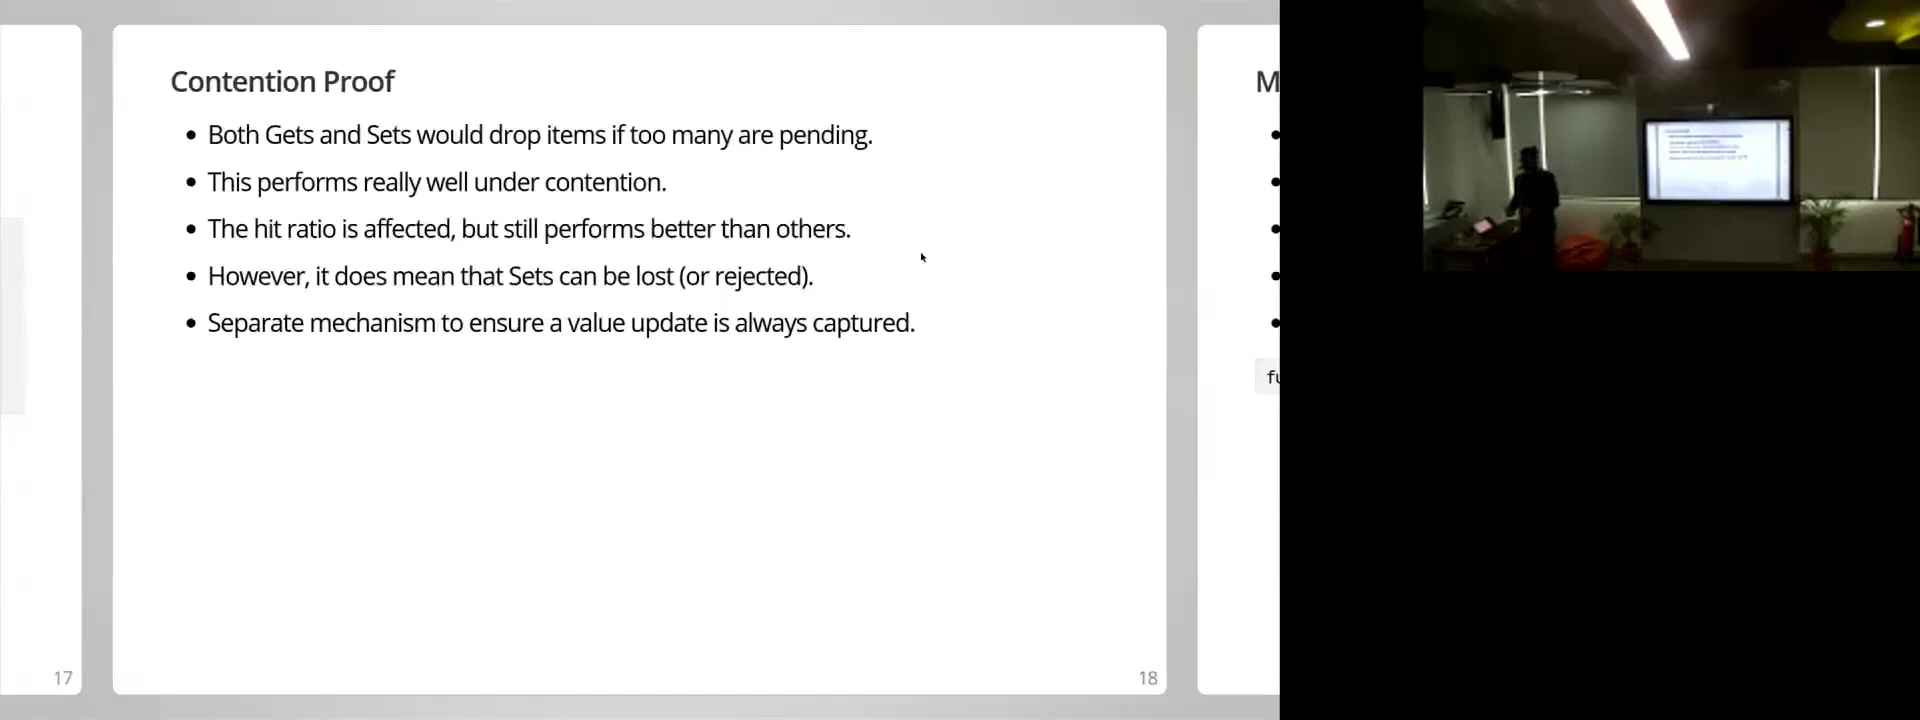 Contention Proof
• Both Gets and Sets would drop items if too many are pending.
• This performs really well under contention.
• The hit ratio is affected, but still performs better than others.
• However, it does mean that Sets can be lost (or rejected).
• Separate mechanism to ensure a value update is always captured.
17
18
M
fu